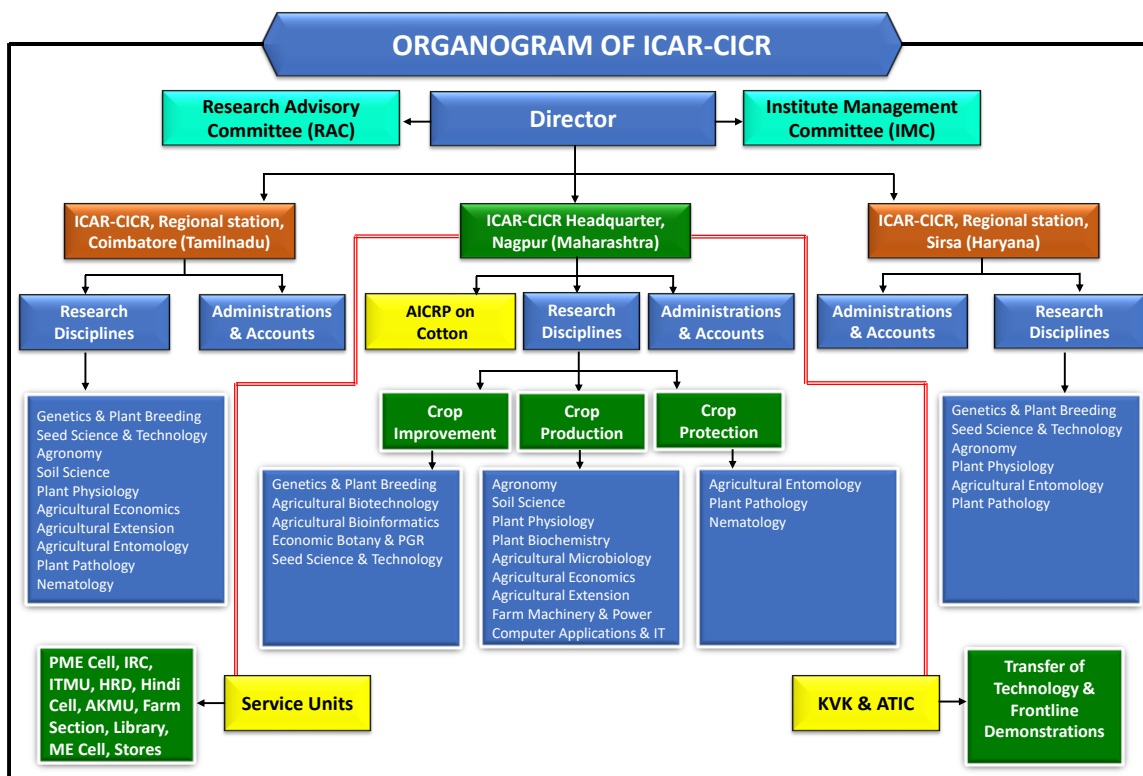 ORGANOGRAM OF ICAR-CICR
Research Advisory
Committee (RAC)
Director
Institute Management
Committee (IMC)
ICAR-CICR, Regional station,
Coimbatore (Tamilnadu)
ICAR-CICR Headquarter,
Nagpur (Maharashtra)
ICAR-CICR, Regional station,
Sirsa (Haryana)
Research
Disciplines
Administrations
& Accounts
AICRP on
Cotton
Research
Disciplines
Administrations
& Accounts
Administrations
& Accounts
Research
Disciplines
Genetics & Plant Breeding
Seed Science & Technology
Agronomy
Soil Science
Plant Physiology
Agricultural Economics
Agricultural Extension
Agricultural Entomology
Plant Pathology
Nematology
Crop
Improvement
Crop
Production
Crop
Protection
Genetics & Plant Breeding
Agricultural Biotechnology
Agricultural Bioinformatics
Economic Botany & PGR
Seed Science & Technology
Agronomy
Soil Science
Plant Physiology
Plant Biochemistry
Agricultural Microbiology
Agricultural Economics
Agricultural Extension
Farm Machinery & Power
Computer Applications & IT
Agricultural Entomology
Plant Pathology
Nematology
Genetics & Plant Breeding
Seed Science & Technology
Agronomy
Plant Physiology
Agricultural Entomology
Plant Pathology
PME Cell, IRC,
ITMU, HRD, Hindi
Cell, AKMU, Farm
Section, Library,
ME Cell, Stores
Service Units
KVK & ATIC
Transfer of
Technology &
Frontline
Demonstrations